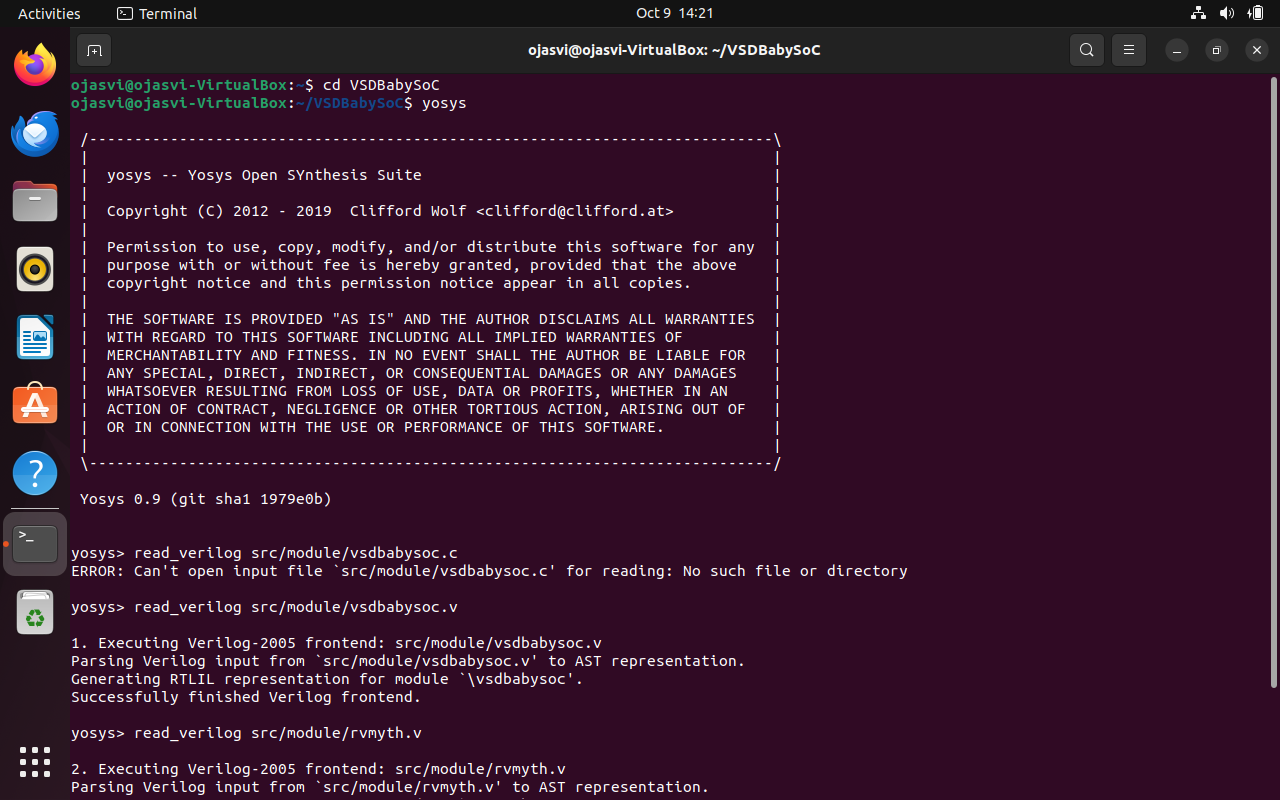 Activities
Terminal
Oct 9 14:21
ojasvi@ojasvi-VirtualBox: ~/VSDBabySoC
ojasvi@ojasvi-VirtualBox:~$ cd VSDBabySoC
ojasvi@ojasvi-VirtualBox:~/VSDBabySoC$ yosys
/----------------------------------------------------------------------------\
|                                                                            |
|  yosys -- Yosys Open SYnthesis Suite                                       |
|                                                                            |
|  Copyright (C) 2012 - 2019  Clifford Wolf <clifford@clifford.at>           |
|                                                                            |
|  Permission to use, copy, modify, and/or distribute this software for any  |
|  purpose with or without fee is hereby granted, provided that the above    |
|  copyright notice and this permission notice appear in all copies.         |
|                                                                            |
|  THE SOFTWARE IS PROVIDED "AS IS" AND THE AUTHOR DISCLAIMS ALL WARRANTIES  |
|  WITH REGARD TO THIS SOFTWARE INCLUDING ALL IMPLIED WARRANTIES OF          |
|  MERCHANTABILITY AND FITNESS. IN NO EVENT SHALL THE AUTHOR BE LIABLE FOR   |
|  ANY SPECIAL, DIRECT, INDIRECT, OR CONSEQUENTIAL DAMAGES OR ANY DAMAGES    |
|  WHATSOEVER RESULTING FROM LOSS OF USE, DATA OR PROFITS, WHETHER IN AN     |
|  ACTION OF CONTRACT, NEGLIGENCE OR OTHER TORTIOUS ACTION, ARISING OUT OF   |
|  OR IN CONNECTION WITH THE USE OR PERFORMANCE OF THIS SOFTWARE.            |
|                                                                            |
\----------------------------------------------------------------------------/
Yosys 0.9 (git sha1 1979e0b)
yosys> read_verilog src/module/vsdbabysoc.c
ERROR: Can't open input file `src/module/vsdbabysoc.c' for reading: No such file or directory
yosys> read_verilog src/module/vsdbabysoc.v
1. Executing Verilog-2005 frontend: src/module/vsdbabysoc.v
Parsing Verilog input from `src/module/vsdbabysoc.v' to AST representation.
Generating RTLIL representation for module `\vsdbabysoc'.
Successfully finished Verilog frontend.
yosys> read_verilog src/module/rvmyth.v
2. Executing Verilog-2005 frontend: src/module/rvmyth.v
Parsing Verilog input from `src/module/rvmyth.v' to AST representation.